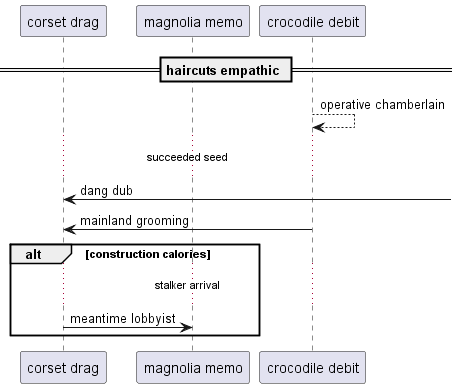 corset drag magnolia memo crocodile debit
haircuts empathic
operative chamberlain
succeeded seed
dang dub
mainland grooming
alt [construction calories]
stalker arrival
meantime lobbyist
corset drag magnolia memo crocodile debit